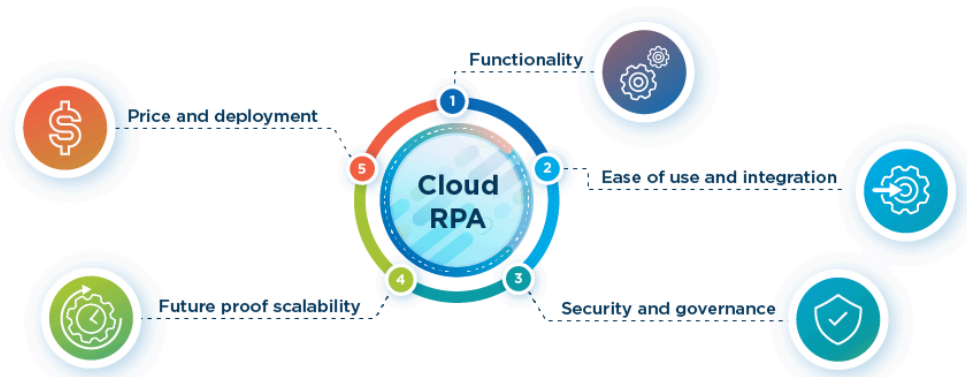 Cloud
RPA
1
Functionality
2
Ease of use and integration
3
Security and governance
4
Future proof scalability
5
Price and deployment
$